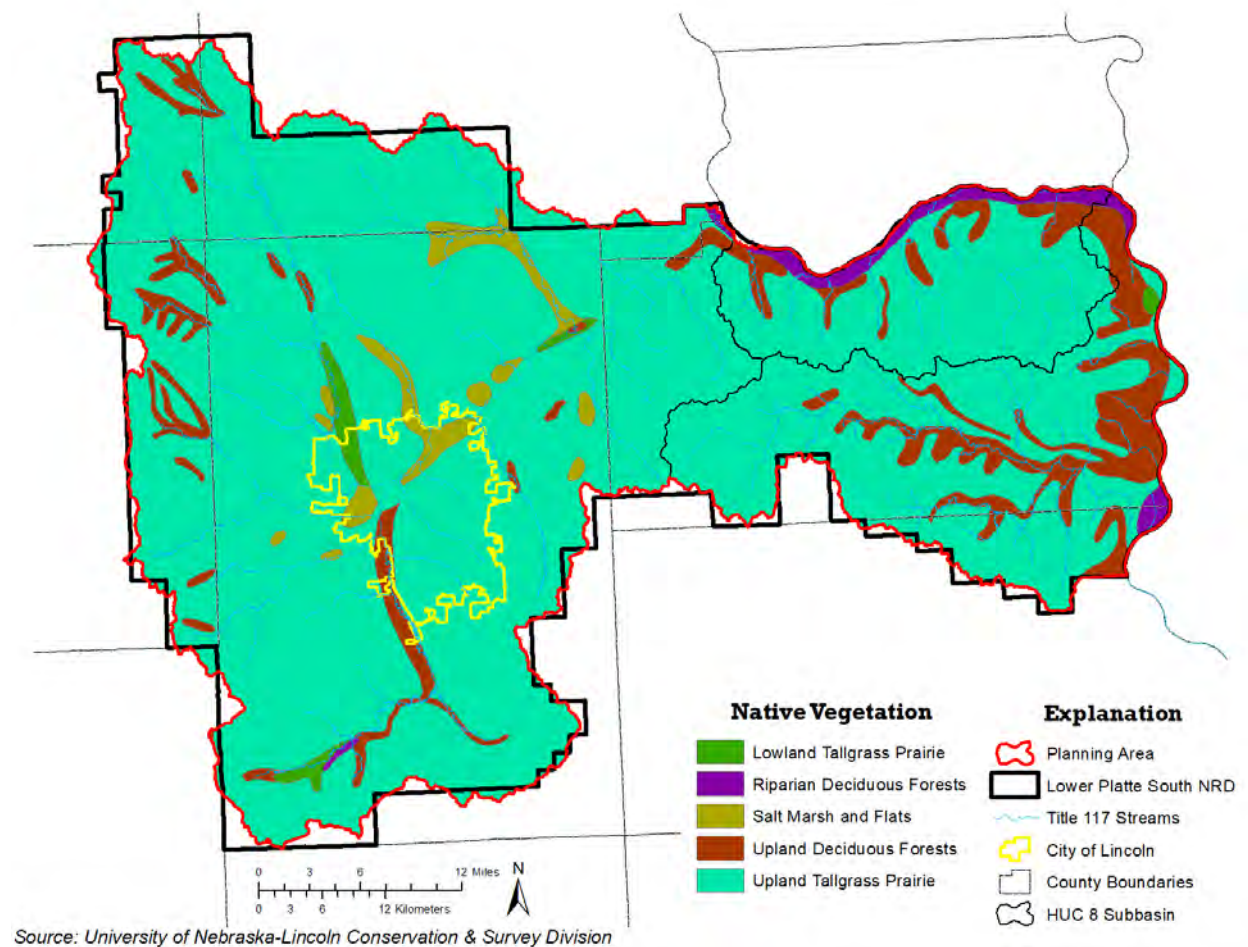 Native Vegetation
Lowland Tallgrass Prairie
Riparian Deciduous Forests
Salt Marsh and Flats
Upland Deciduous Forests
Upland Tallgrass Prairie
Explanation
Planning Area
Lower Platte South NRD
Title 117 Streams
City of Lincoln
County Boundaries
HUC 8 Subbasin
0 3 6 12 Miles
0 3 6 12 Kilometers
N
Source: University of Nebraska-Lincoln Conservation & Survey Division